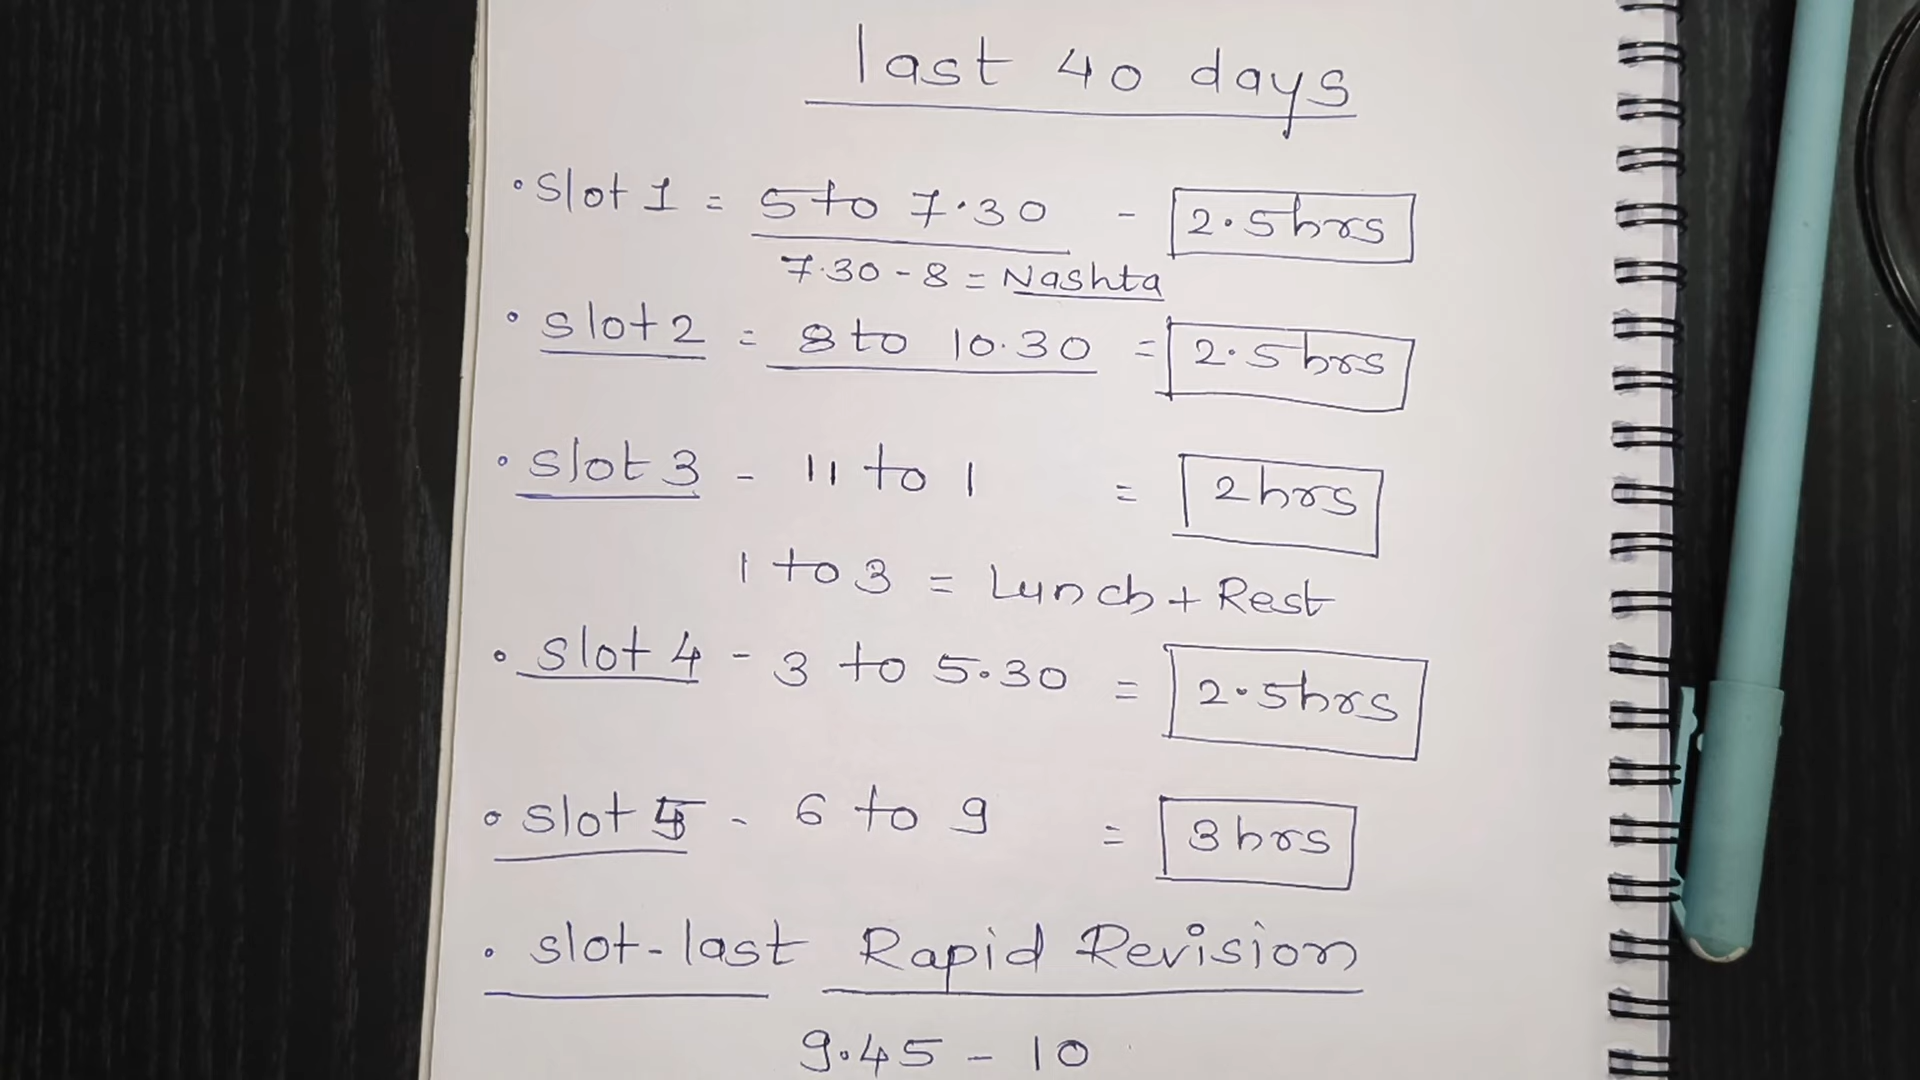 last 40 days
• Slot 1 = 5 to 7.30 - 2.5 hrs
7.30 - 8 = Nashta
• slot 2 = 8 to 10.30 = 2.5 hrs
• slot 3 - 11 to 1 = 2 hrs
1 to 3 = Lunch + Rest
• slot 4 - 3 to 5.30 = 2.5 hrs
• slot 5 - 6 to 9 = 3 hrs
• slot-last Rapid Revision
9.45 - 10